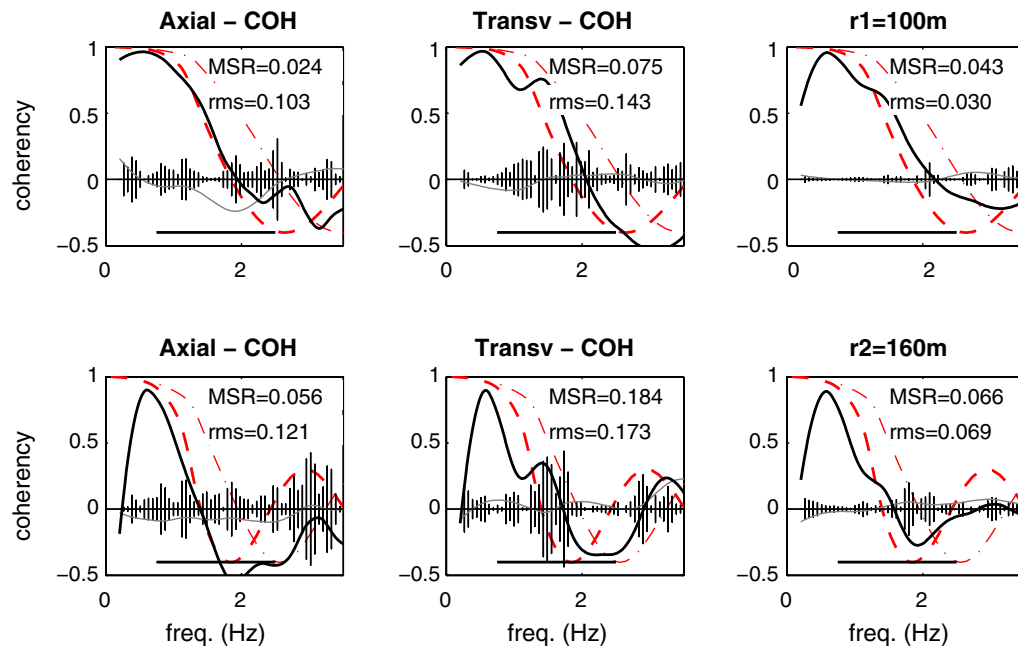 Axial − COH
Transv − COH
r1=100m
coherency
1
0.5
0
−0.5
MSR=0.024
rms=0.103
0
2
1
0.5
0
−0.5
MSR=0.075
rms=0.143
0
2
1
0.5
0
−0.5
MSR=0.043
rms=0.030
0
2
Axial − COH
Transv − COH
r2=160m
coherency
1
0.5
0
−0.5
MSR=0.056
rms=0.121
0
2
freq. (Hz)
1
0.5
0
−0.5
MSR=0.184
rms=0.173
0
2
freq. (Hz)
1
0.5
0
−0.5
MSR=0.066
rms=0.069
0
2
freq. (Hz)